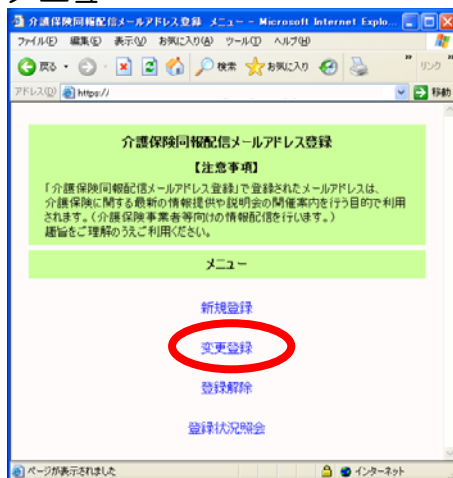 介護保険同報配信メールアドレス登録 メニュー - Microsoft Internet Explo...
ファイル(F) 編集(E) 表示(V) お気に入り(A) ツール(T) ヘルプ(H)
戻る 検索 お気に入り リンク
アドレス(D) https:// 移動
介護保険同報配信メールアドレス登録
【注意事項】
「介護保険同報配信メールアドレス登録」で登録されたメールアドレスは、
介護保険に関する最新の情報提供や説明会の開催案内を行う目的で利用
されます。(介護保険事業者等向けの情報配信を行います。)
趣旨をご理解のうえご利用ください。
メニュー
新規登録
変更登録
登録解除
登録状況照会
ページが表示されました インターネット